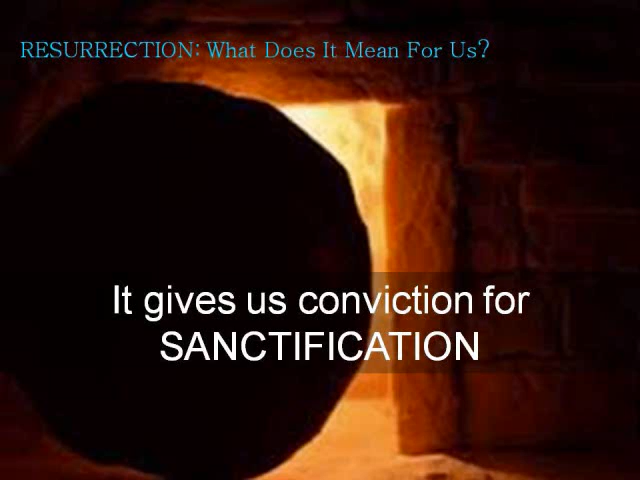 RESURRECTION: What Does It Mean For Us?
It gives us conviction for
SANCTIFICATION